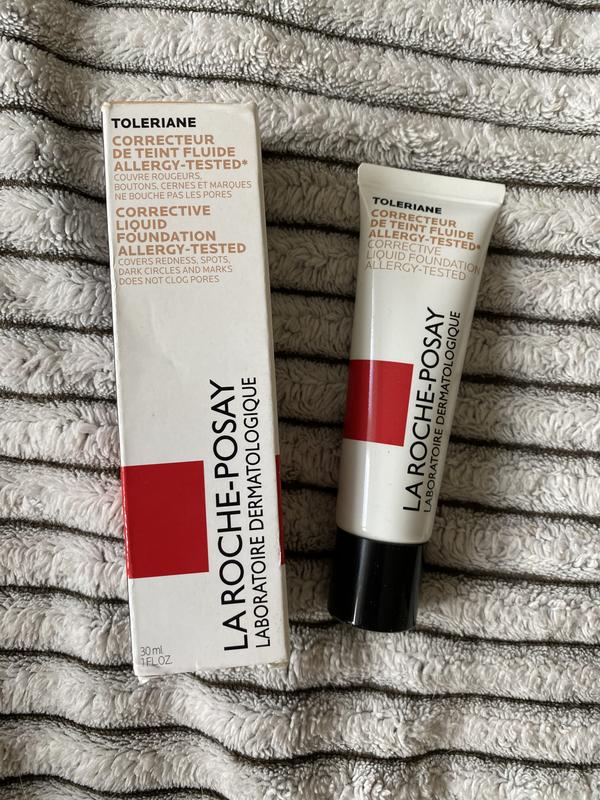 TOLERIANE
CORRECTEUR
DE TEINT FLUIDE
ALLERGY-TESTED*
COUVRE ROUGEURS,
BOUTONS, CERNES ET MARQUES
NE BOUCHE PAS LES PORES
CORRECTIVE
LIQUID
FOUNDATION
ALLERGY-TESTED
COVERS REDNESS, SPOTS,
DARK CIRCLES AND MARKS
DOES NOT CLOG PORES
LA ROCHE-POSAY
LABORATOIRE DERMATOLOGIQUE
30 ml
1 FL.OZ
TOLERIANE
CORRECTEUR
DE TEINT FLUIDE
ALLERGY-TESTED*
CORRECTIVE
LIQUID FOUNDATION
ALLERGY-TESTED
LA ROCHE-POSAY
LABORATOIRE DERMATOLOGIQUE